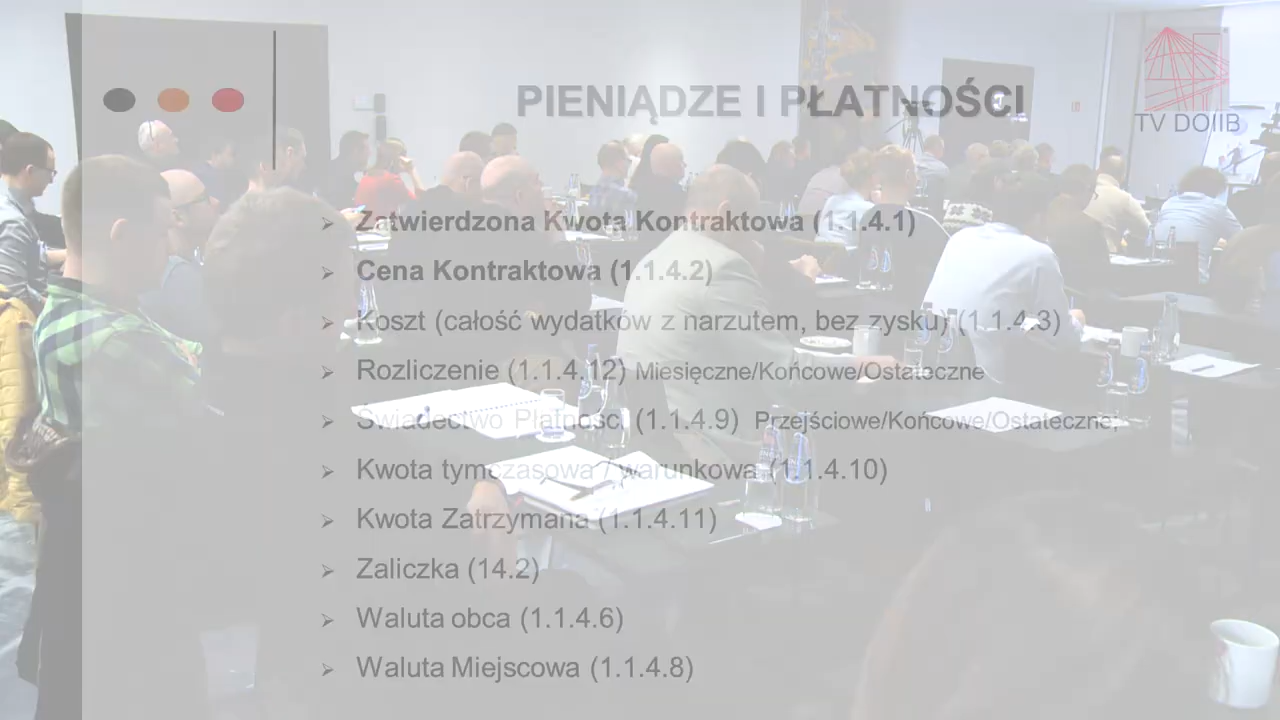 PIENIĄDZE I PŁATNOŚCI
TV DOIIB
Zatwierdzona Kwota Kontraktowa (1.1.4.1)
Cena Kontraktowa (1.1.4.2)
Koszt (całość wydatków z narzutem, bez zysku) (1.1.4.3)
Rozliczenie (1.1.4.12) Miesięczne/Końcowe/Ostateczne
Świadectwo Płatności (1.1.4.9) Przejściowe/Końcowe/Ostateczne;
Kwota tymczasowa / warunkowa (1.1.4.10)
Kwota Zatrzymana (1.1.4.11)
Zaliczka (14.2)
Waluta obca (1.1.4.6)
Waluta Miejscowa (1.1.4.8)